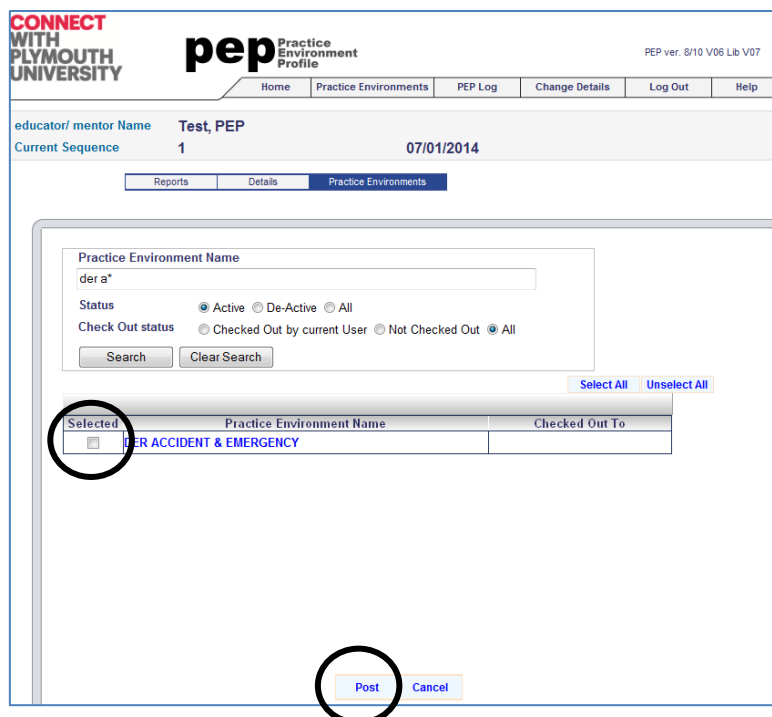 CONNECT
WITH
PLYMOUTH
UNIVERSITY
pep Practice
Environment
Profile
PEP ver. 8/10 V06 Lib V07
Home Practice Environments PEP Log Change Details Log Out Help
educator/ mentor Name Test, PEP
Current Sequence 1 07/01/2014
Reports Details Practice Environments
Practice Environment Name
der a*
Status Active De-Active All
Check Out status Checked Out by current User Not Checked Out All
Search Clear Search
Select All Unselect All
Selected Practice Environment Name Checked Out To
DER ACCIDENT & EMERGENCY
Post Cancel